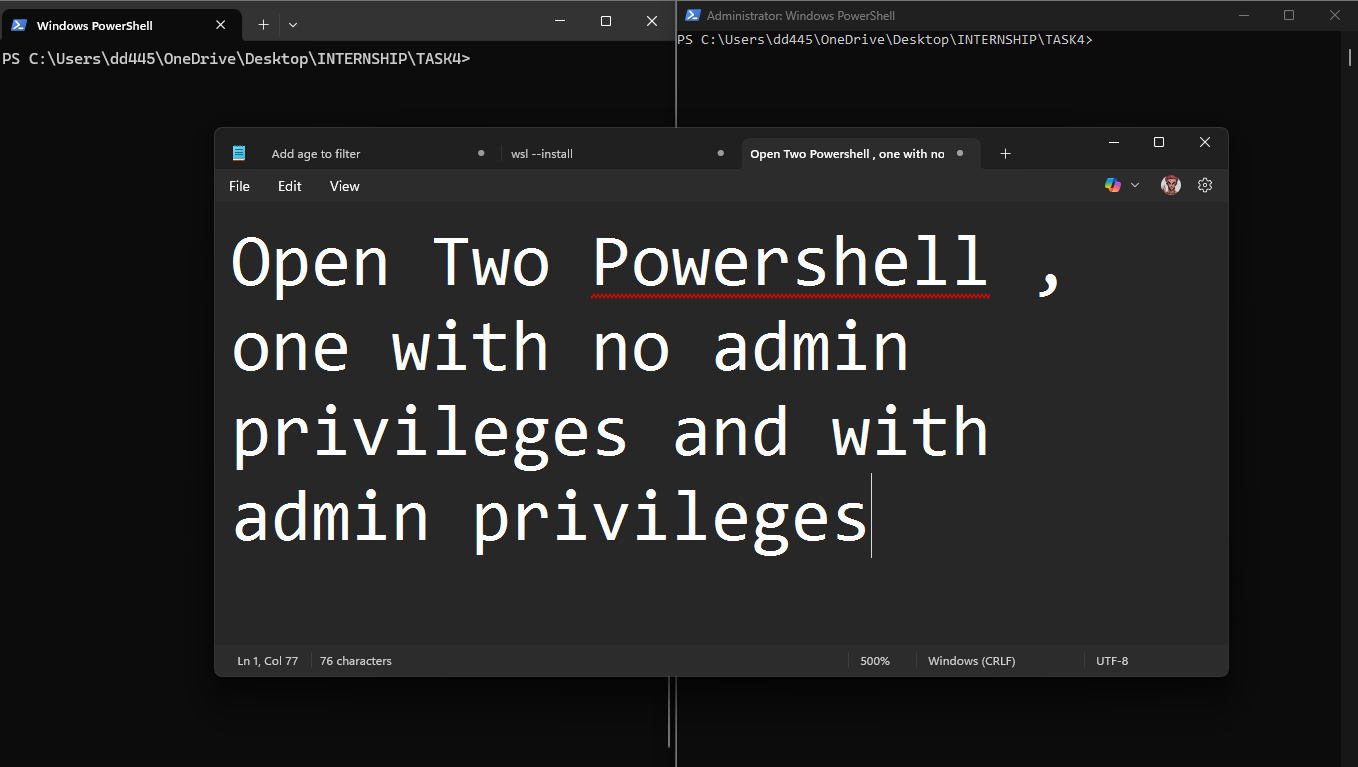 Windows PowerShell
Administrator: Windows PowerShell
PS C:\Users\dd445\OneDrive\Desktop\INTERNSHIP\TASK4>
PS C:\Users\dd445\OneDrive\Desktop\INTERNSHIP\TASK4>
Add age to filter
wsl --install
Open Two Powershell , one with no
File Edit View
Open Two Powershell ,
one with no admin
privileges and with
admin privileges
Ln 1, Col 77 76 characters 500% Windows (CRLF) UTF-8